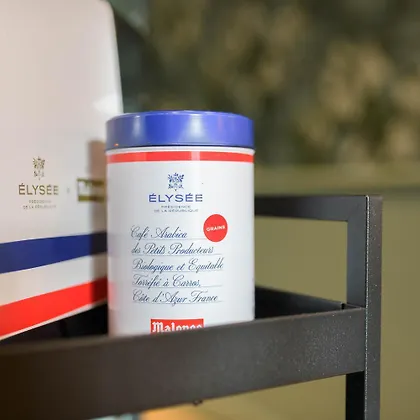 ÉLYSÉE
PRÉSIDENCE
DE LA RÉPUBLIQUE
ÉLYSÉE
PRÉSIDENCE
DE LA RÉPUBLIQUE
GRAINS
Café Arabica
des Petits Producteurs
Biologique et Equitable
Torréfié à Carros,
Côte d'Azur France
Malongo